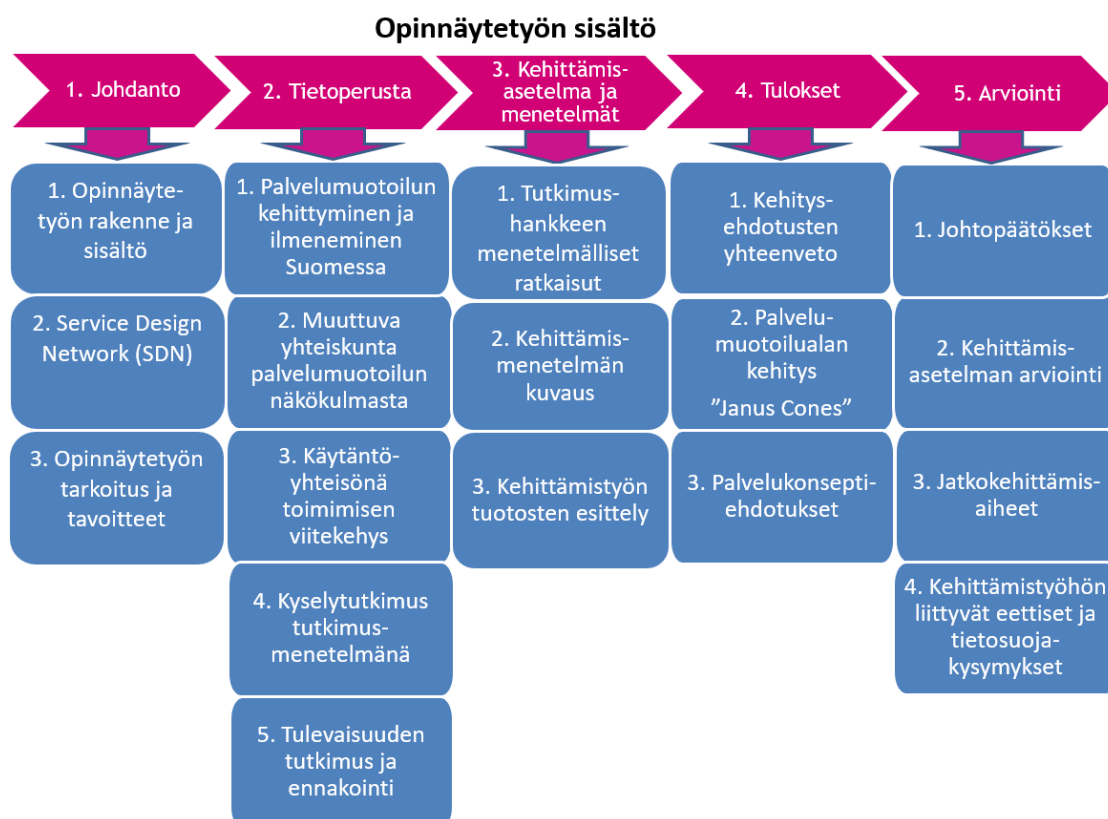 Opinnäytetyön sisältö
1. Johdanto
2. Tietoperusta
3. Kehittämis-
asetelma ja
menetelmät
4. Tulokset
5. Arviointi
1. Opinnäyte-
työn rakenne ja
sisältö
2. Service Design
Network (SDN)
3. Opinnäytetyön
tarkoitus ja
tavoitteet
1. Palvelumuotoilun
kehittyminen ja
ilmeneminen
Suomessa
2. Muuttuva
yhteiskunta
palvelumuotoilun
näkökulmasta
3. Käytäntö-
yhteisönä
toimimisen
viitekehys
4. Kyselytutkimus
tutkimus-
menetelmänä
5. Tulevaisuuden
tutkimus ja
ennakointi
1. Tutkimus-
hankkeen
menetelmälliset
ratkaisut
2. Kehittämis-
menetelmän
kuvaus
3. Kehittämistyön
tuotosten esittely
1. Kehitys-
ehdotusten
yhteenveto
2. Palvelu-
muotoilualan
kehitys
”Janus Cones”
3. Palvelukonsepti-
ehdotukset
1. Johtopäätökset
2. Kehittämis-
asetelman arviointi
3. Jatkokehittämis-
aiheet
4. Kehittämistyöhön
liittyvät eettiset ja
tietosuoja-
kysymykset